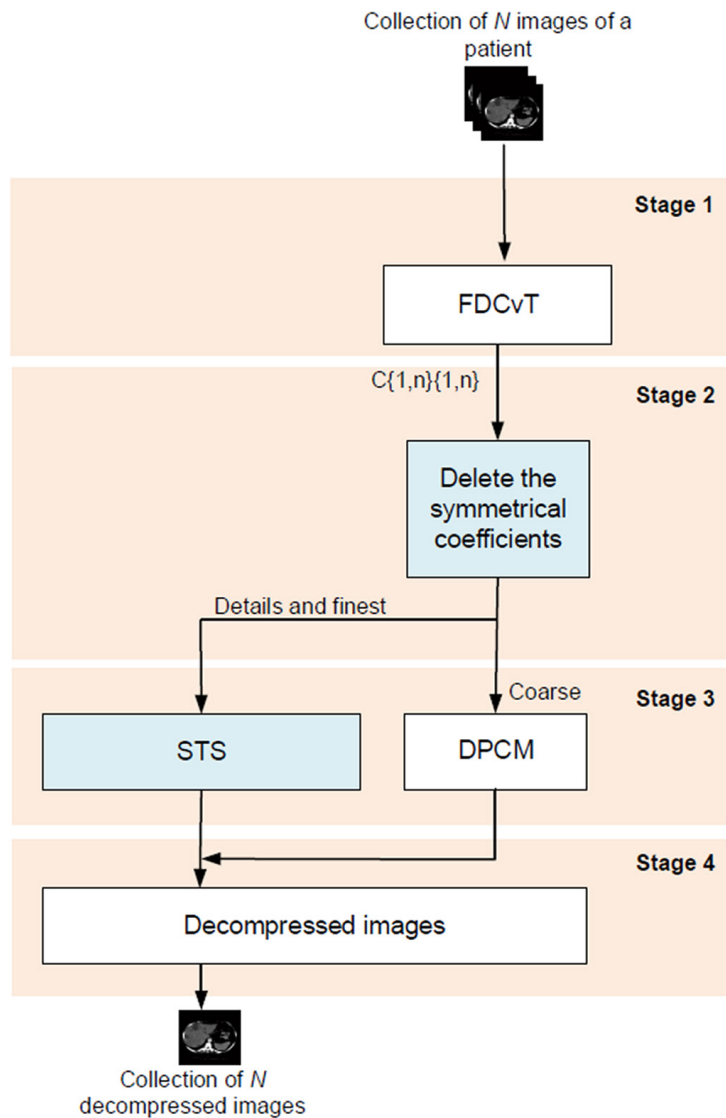 Collection of N images of a
patient
Stage 1
FDCvT
Stage 2
C{1,n}{1,n}
Delete the
symmetrical
coefficients
Details and finest
Stage 3
Coarse
STS
DPCM
Stage 4
Decompressed images
Collection of N
decompressed images